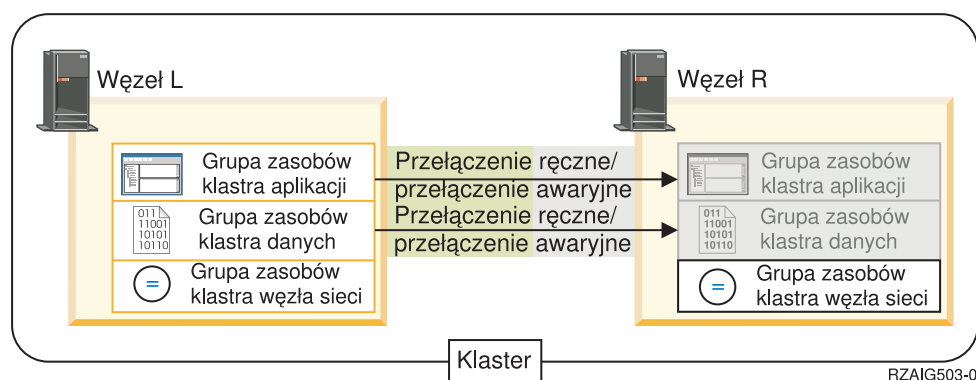 Węzeł L
Węzeł R
Grupa zasobów
klastra aplikacji
Przełączenie ręczne/
przełączenie awaryjne
Grupa zasobów
klastra aplikacji
011
11001
10101
10110
Grupa zasobów
klastra danych
Przełączenie ręczne/
przełączenie awaryjne
011
11001
10101
10110
Grupa zasobów
klastra danych
=
Grupa zasobów
klastra węzła sieci
=
Grupa zasobów
klastra węzła sieci
Klaster
RZAIG503-0